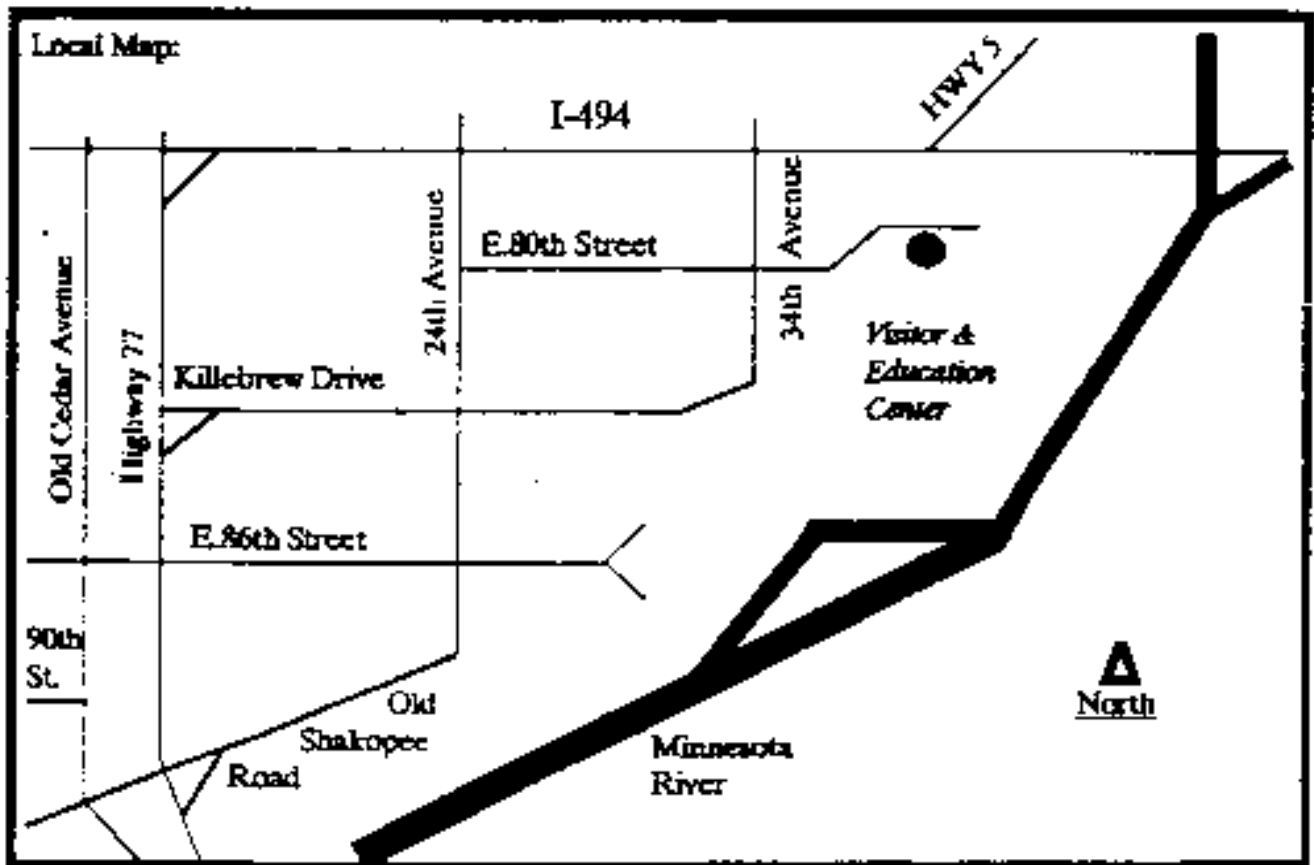 Local Map:
HWY 5
I-494
24th Avenue
34th Avenue
E.80th Street
Old Cedar Avenue
Highway 77
Killebrew Drive
Visitor &
Education
Center
E.86th Street
90th
St.
Old
Shakopee
Road
Minnesota
River
North